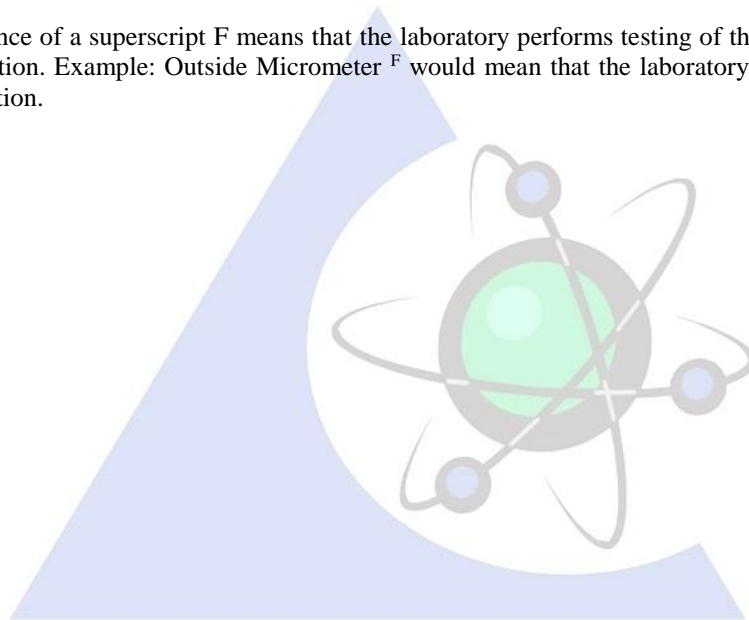 nce of a superscript F means that the laboratory performs testing of th
tion. Example: Outside Micrometer F would mean that the laboratory
tion.